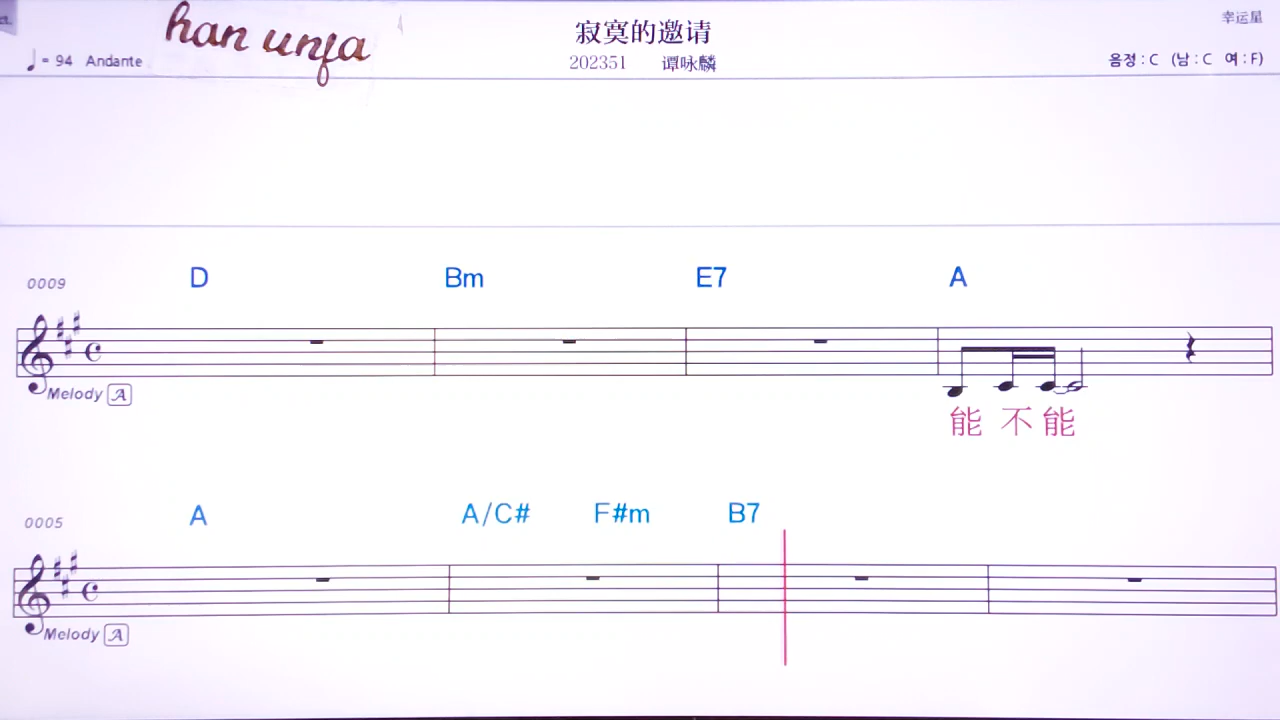 han unfa
寂寞的邀请
幸运星
♩= 94 Andante
202351 谭咏麟
음정 : C (남 : C 여 : F)
0009
D Bm E7 A
Melody A
能 不 能
0005
A A/C# F#m B7
Melody A